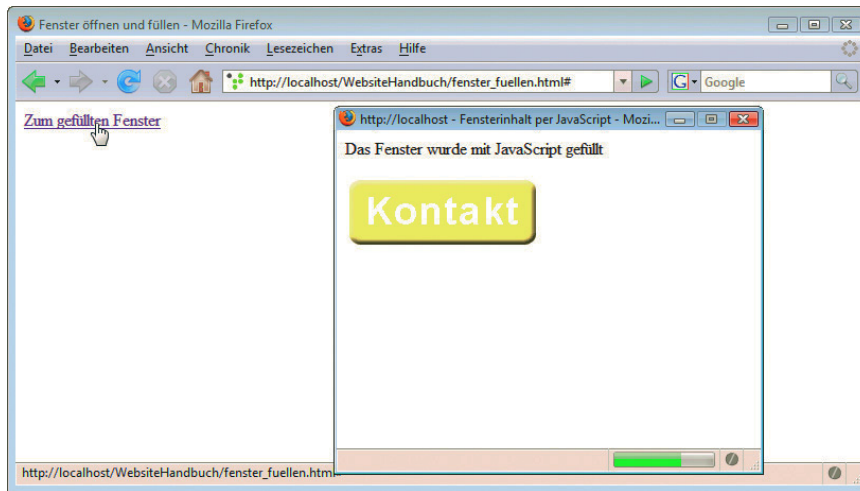 Fenster öffnen und füllen - Mozilla Firefox
Datei Bearbeiten Ansicht Chronik Lesezeichen Extras Hilfe
http://localhost/WebsiteHandbuch/fenster_fuellen.html#
G Google
Zum gefüllten Fenster
http://localhost - Fensterinhalt per JavaScript - Mozi...
Das Fenster wurde mit JavaScript gefüllt
Kontakt
http://localhost/WebsiteHandbuch/fenster_fuellen.html#